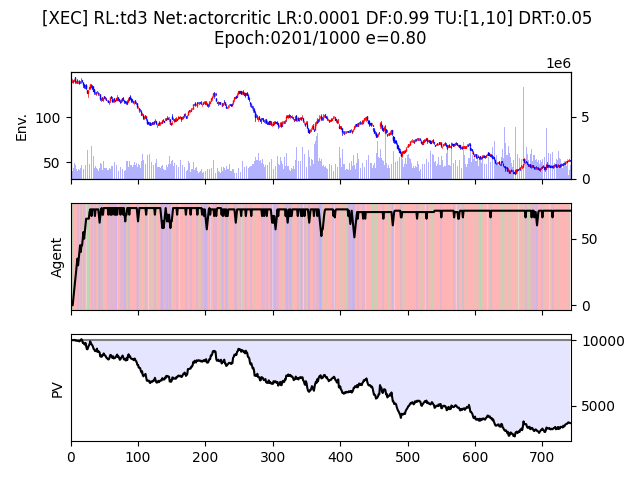 [XEC] RL:td3 Net:actorcritic LR:0.0001 DF:0.99 TU:[1,10] DRT:0.05
Epoch:0201/1000 e=0.80
1e6
Env.
100
50
5
0
Agent
50
0
PV
10000
5000
0 100 200 300 400 500 600 700